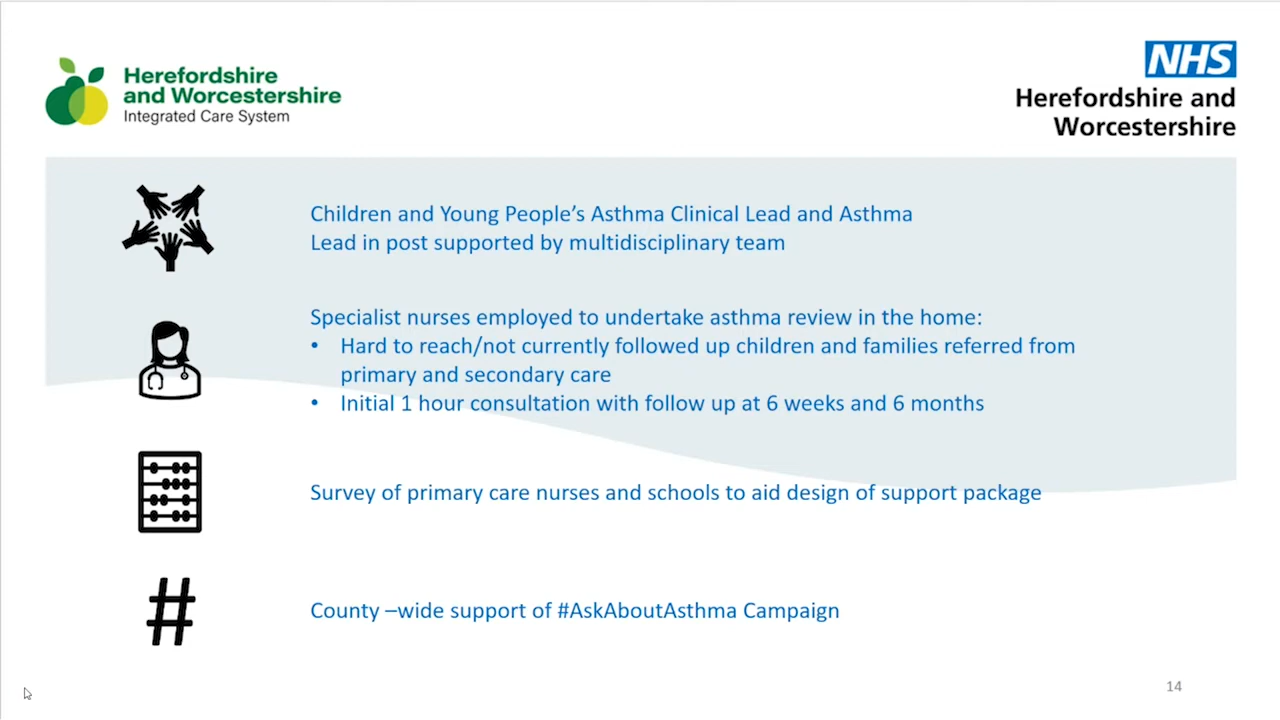 Herefordshire
and Worcestershire
Integrated Care System
NHS
Herefordshire and
Worcestershire
Children and Young People’s Asthma Clinical Lead and Asthma
Lead in post supported by multidisciplinary team
Specialist nurses employed to undertake asthma review in the home:
• Hard to reach/not currently followed up children and families referred from
primary and secondary care
• Initial 1 hour consultation with follow up at 6 weeks and 6 months
Survey of primary care nurses and schools to aid design of support package
#
County –wide support of #AskAboutAsthma Campaign
14